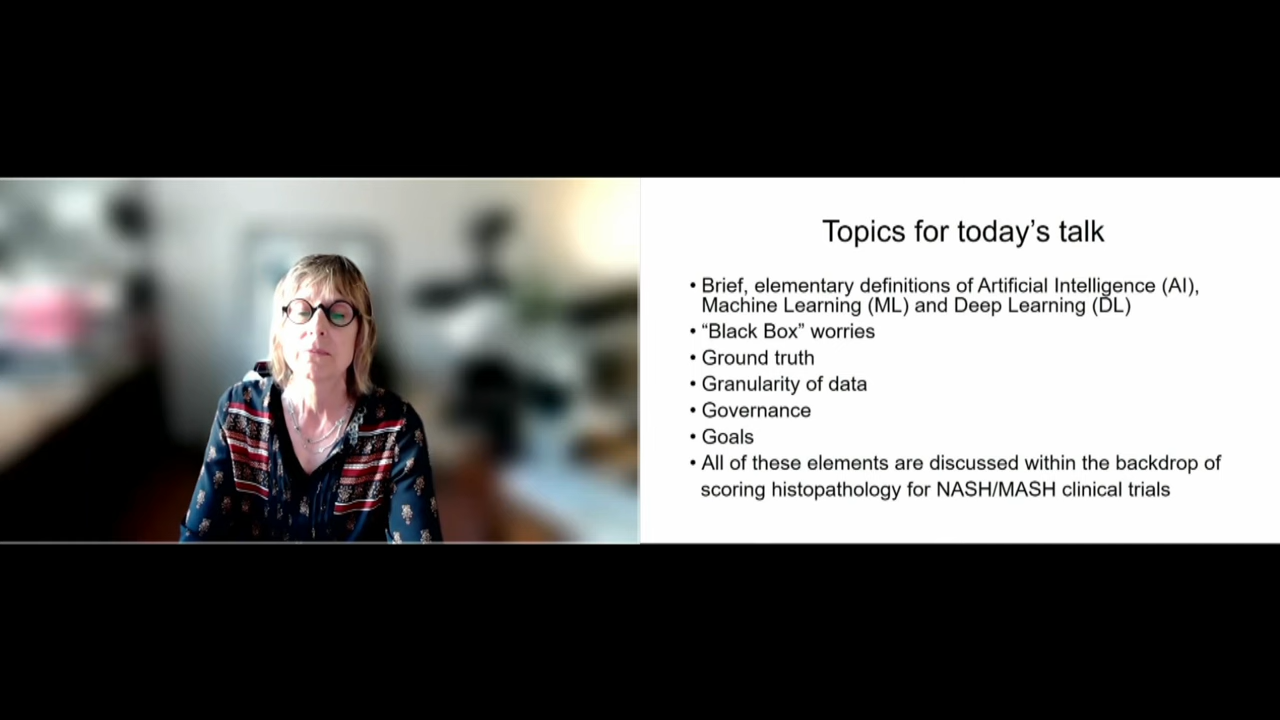 Topics for today’s talk
• Brief, elementary definitions of Artificial Intelligence (AI),
Machine Learning (ML) and Deep Learning (DL)
• “Black Box” worries
• Ground truth
• Granularity of data
• Governance
• Goals
• All of these elements are discussed within the backdrop of
scoring histopathology for NASH/MASH clinical trials